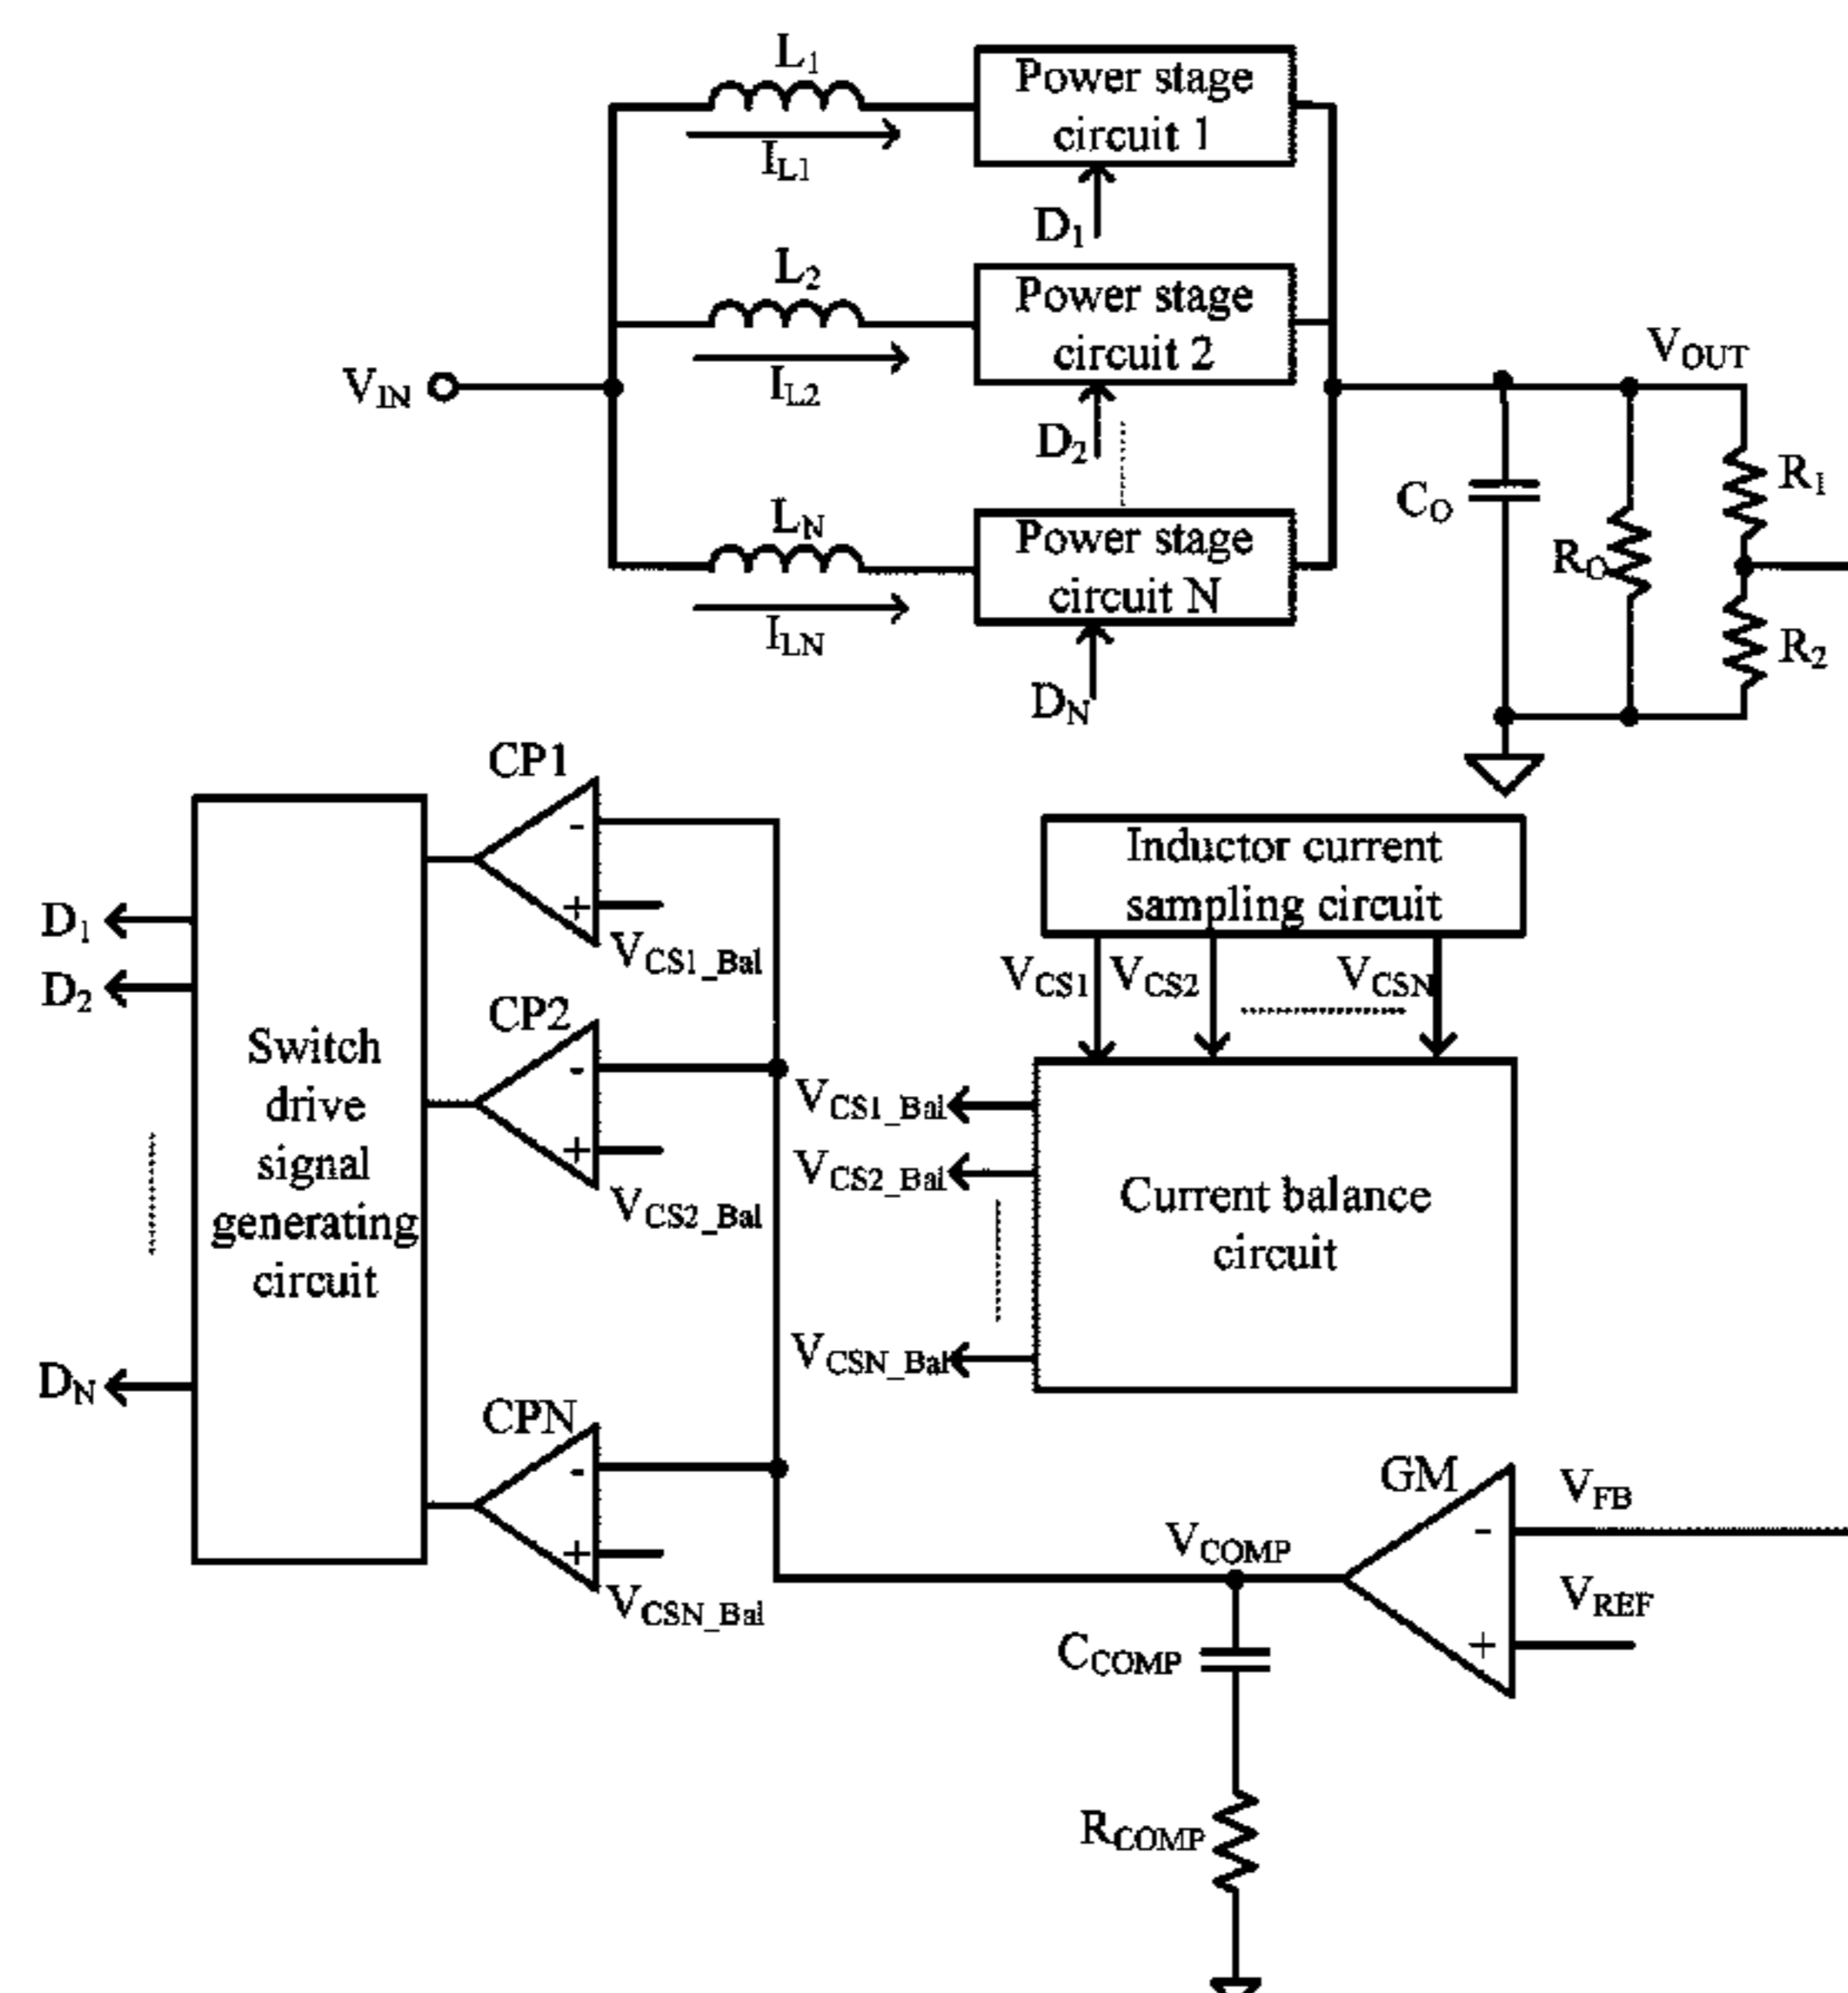 L1
Power stage
circuit 1
IL1
D1
L2
Power stage
circuit 2
IL2
D2
VIN
VOUT
LN
Power stage
circuit N
ILN
DN
CO
RO
R1
R2
CP1
-
+
VCS1_Bal
Inductor current
sampling circuit
VCS1
VCS2
VCSN
D1
D2
DN
Switch
drive
signal
generating
circuit
CP2
-
+
VCS2_Bal
VCS1_Bal
VCS2_Bal
VCSN_Bal
Current balance
circuit
CPN
-
+
VCSN_Bal
GM
-
+
VFB
VREF
VCOMP
CCOMP
RCOMP